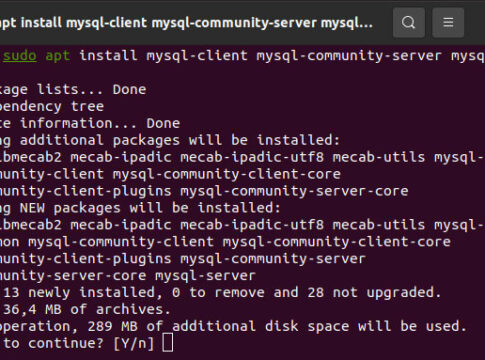 apt install mysql-client mysql-community-server mysql...
sudo apt install mysql-client mysql-community-server mysq
kage lists... Done
pendency tree
te information... Done
ng additional packages will be installed:
ibmecab2 mecab-ipadic mecab-ipadic-utf8 mecab-utils mysql-
munity-client mysql-community-client-core
munity-client-plugins mysql-community-server-core
ng NEW packages will be installed:
ibmecab2 mecab-ipadic mecab-ipadic-utf8 mecab-utils mysql-
mon mysql-community-client mysql-community-client-core
munity-client-plugins mysql-community-server
munity-server-core mysql-server
13 newly installed, 0 to remove and 28 not upgraded.
36,4 MB of archives.
operation, 289 MB of additional disk space will be used.
to continue? [Y/n]